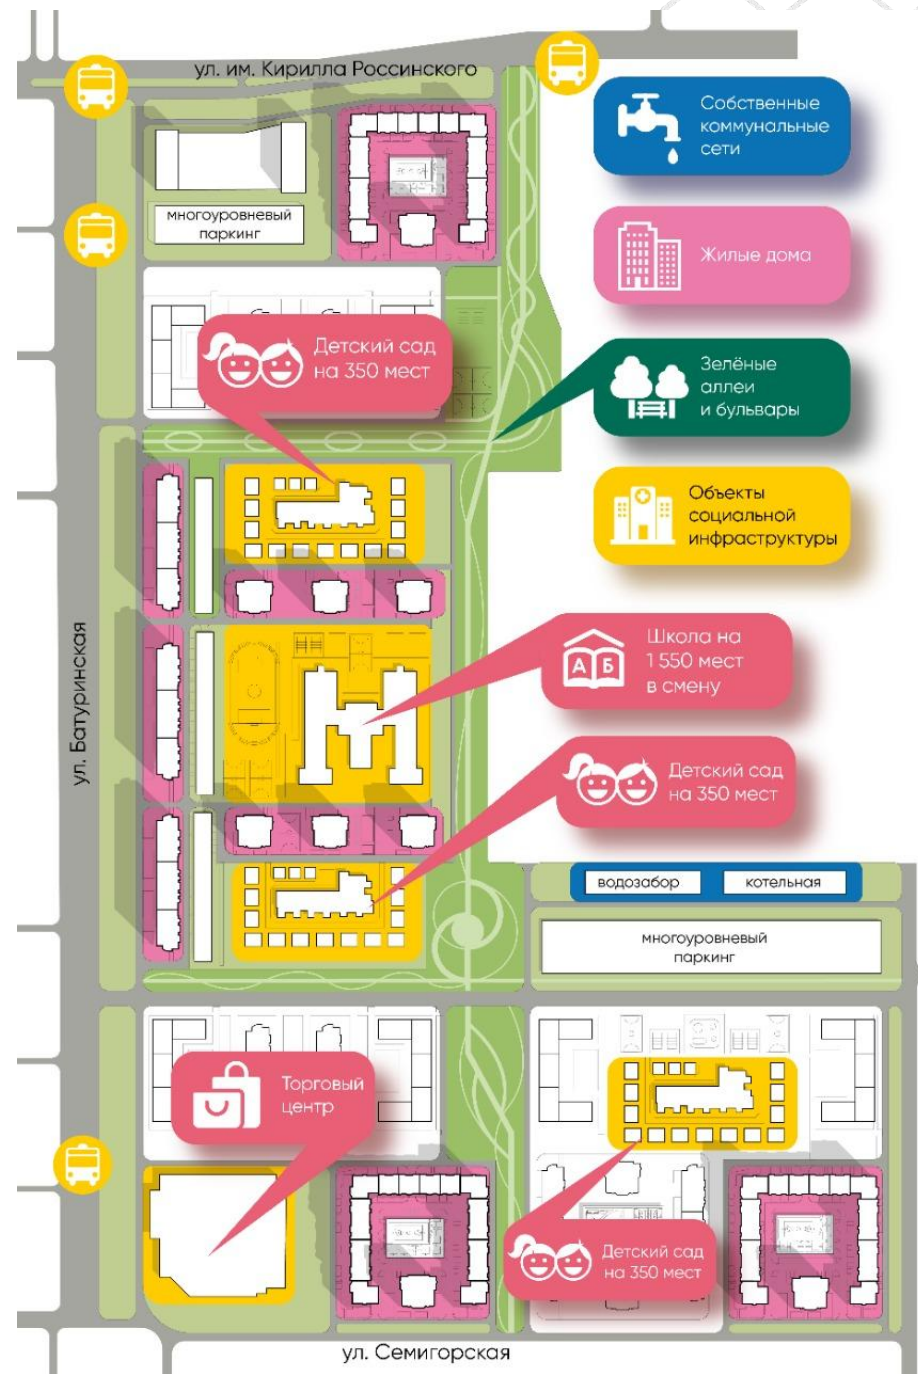 ул. им. Кирилла Россинского
Собственные
коммунальные
сети
многоуровневый
паркинг
Жилые дома
Детский сад
на 350 мест
Зелёные
аллеи
и бульвары
Объекты
социальной
инфраструктуры
ул. Батуринская
Школа на
1 550 мест
в смену
А Б
Детский сад
на 350 мест
водозабор
котельная
многоуровневый
паркинг
Торговый
центр
Детский сад
на 350 мест
ул. Семигорская